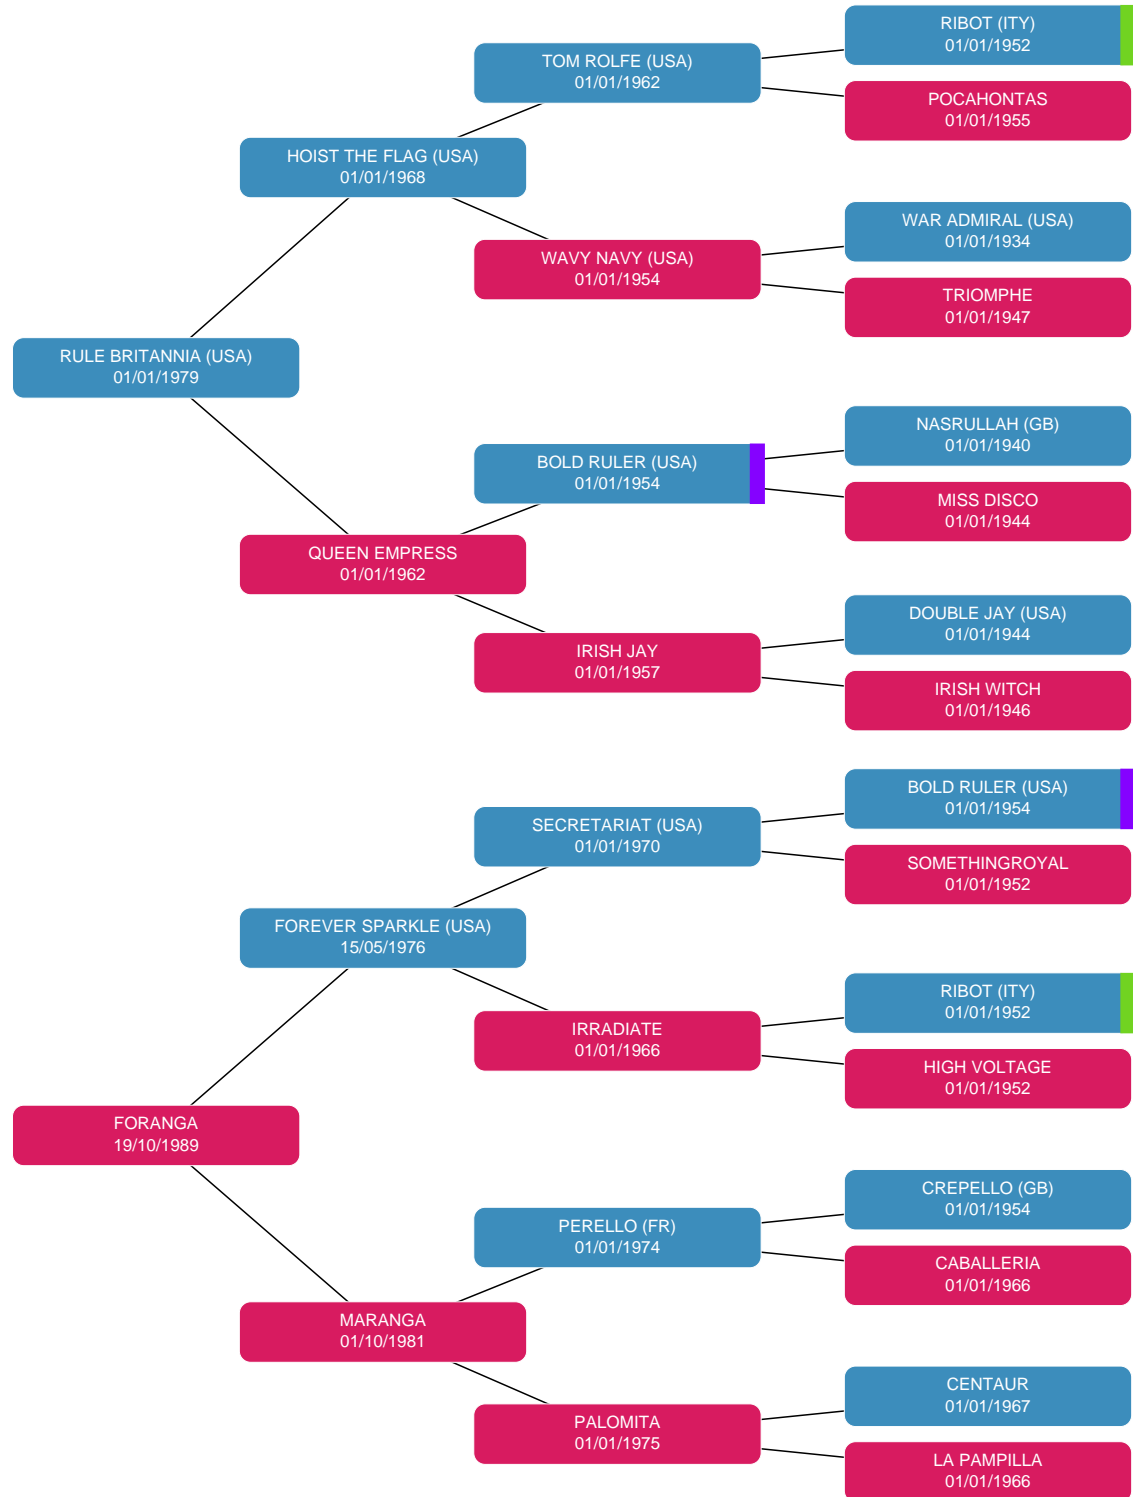 RIBOT (ITY)
01/01/1952
TOM ROLFE (USA)
01/01/1962
POCAHONTAS
01/01/1955
HOIST THE FLAG (USA)
01/01/1968
WAR ADMIRAL (USA)
01/01/1934
WAVY NAVY (USA)
01/01/1954
TRIOMPHE
01/01/1947
RULE BRITANNIA (USA)
01/01/1979
NASRULLAH (GB)
01/01/1940
BOLD RULER (USA)
01/01/1954
MISS DISCO
01/01/1944
QUEEN EMPRESS
01/01/1962
DOUBLE JAY (USA)
01/01/1944
IRISH JAY
01/01/1957
IRISH WITCH
01/01/1946
BOLD RULER (USA)
01/01/1954
SECRETARIAT (USA)
01/01/1970
SOMETHINGROYAL
01/01/1952
FOREVER SPARKLE (USA)
15/05/1976
RIBOT (ITY)
01/01/1952
IRRADIATE
01/01/1966
HIGH VOLTAGE
01/01/1952
FORANGA
19/10/1989
CREPELLO (GB)
01/01/1954
PERELLO (FR)
01/01/1974
CABALLERIA
01/01/1966
MARANGA
01/10/1981
CENTAUR
01/01/1967
PALOMITA
01/01/1975
LA PAMPILLA
01/01/1966